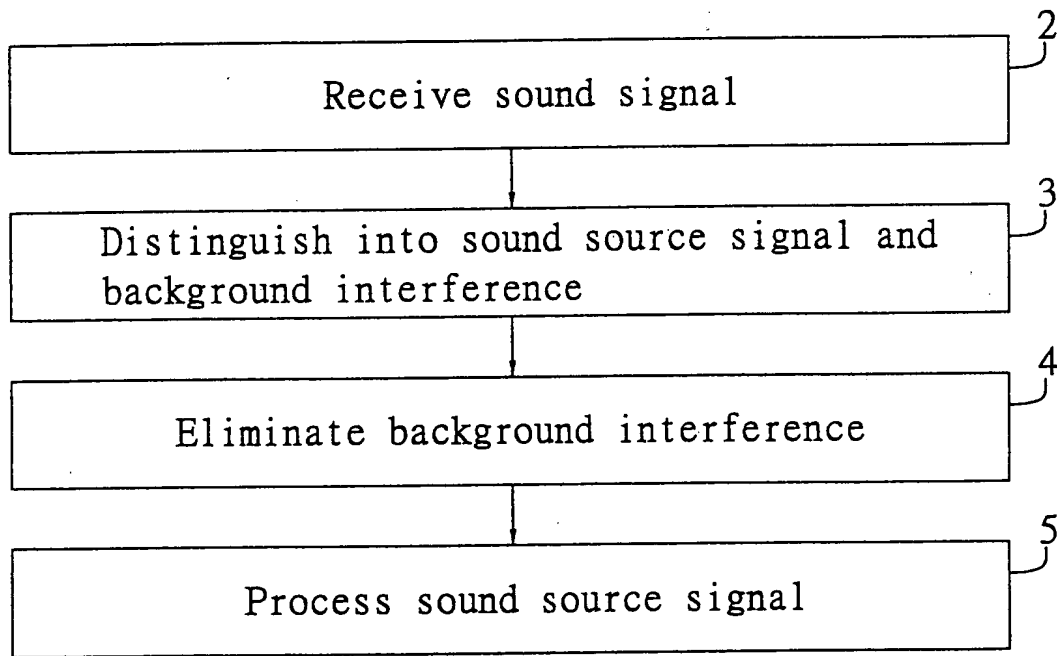 2
Receive sound signal
3
Distinguish into sound source signal and
background interference
4
Eliminate background interference
5
Process sound source signal